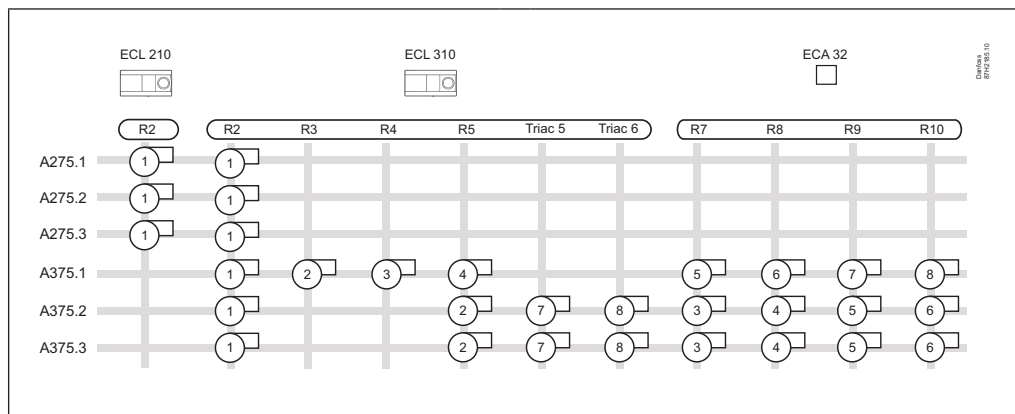 ECL 210 ECL 310 ECA 32
Danfoss
87H2185.10
R2 R2 R3 R4 R5 Triac 5 Triac 6 R7 R8 R9 R10
A275.1 1 1
A275.2 1 1
A275.3 1 1
A375.1 1 2 3 4 5 6 7 8
A375.2 1 2 7 8 3 4 5 6
A375.3 1 2 7 8 3 4 5 6